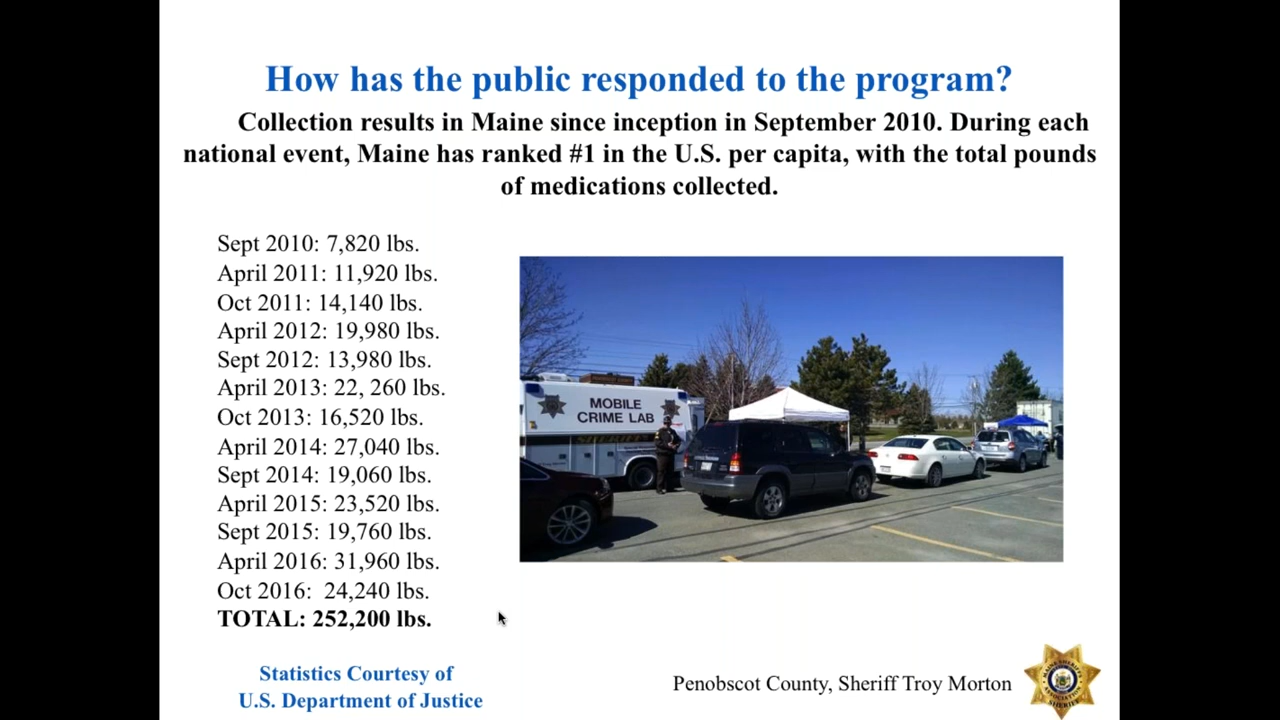 How has the public responded to the program?
Collection results in Maine since inception in September 2010. During each
national event, Maine has ranked #1 in the U.S. per capita, with the total pounds
of medications collected.
Sept 2010: 7,820 lbs.
April 2011: 11,920 lbs.
Oct 2011: 14,140 lbs.
April 2012: 19,980 lbs.
Sept 2012: 13,980 lbs.
April 2013: 22, 260 lbs.
Oct 2013: 16,520 lbs.
April 2014: 27,040 lbs.
Sept 2014: 19,060 lbs.
April 2015: 23,520 lbs.
Sept 2015: 19,760 lbs.
April 2016: 31,960 lbs.
Oct 2016: 24,240 lbs.
TOTAL: 252,200 lbs.
MOBILE
CRIME LAB
Statistics Courtesy of
U.S. Department of Justice
Penobscot County, Sheriff Troy Morton
MAINE SHERIFFS
ASSOCIATION
SHERIFF